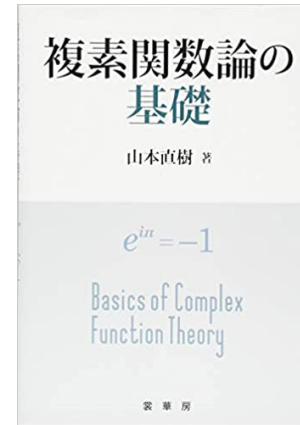 複素関数論の
基礎
山本直樹 著
e^{iπ} = −1
Basics of Complex
Function Theory
裳華房